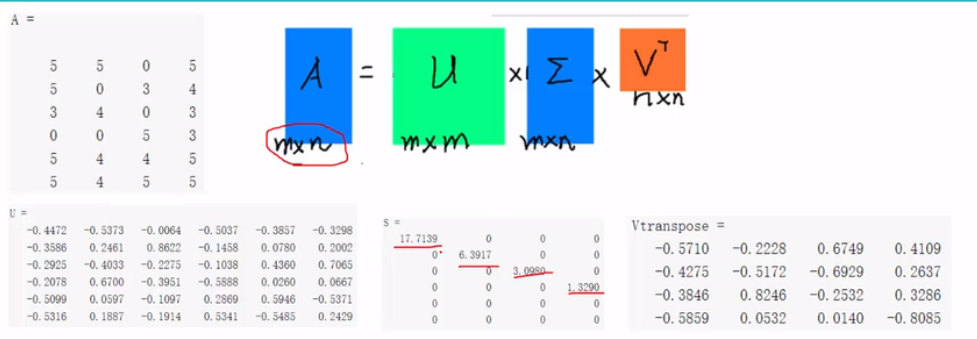 A =
5 5 0 5
5 0 3 4
3 4 0 3
0 0 5 3
5 4 4 5
5 4 5 5
A = U × Σ × V^T
m×n m×m m×n n×n
U =
-0.4472 -0.5373 -0.0064 -0.5037 -0.3857 -0.3298
-0.3586 0.2461 0.8622 -0.1458 0.0780 0.2002
-0.2925 -0.4033 -0.2275 -0.1038 0.4360 0.7065
-0.2078 0.6700 -0.3951 -0.5888 0.0260 0.0667
-0.5099 0.0597 -0.1097 0.2869 0.5946 -0.5371
-0.5316 0.1887 -0.1914 0.5341 -0.5485 0.2429
S =
17.7139 0 0 0
0 6.3917 0 0
0 0 3.0980 0
0 0 0 1.3290
0 0 0 0
0 0 0 0
Vtranspose =
-0.5710 -0.2228 0.6749 0.4109
-0.4275 -0.5172 -0.6929 0.2637
-0.3846 0.8246 -0.2532 0.3286
-0.5859 0.0532 0.0140 -0.8085